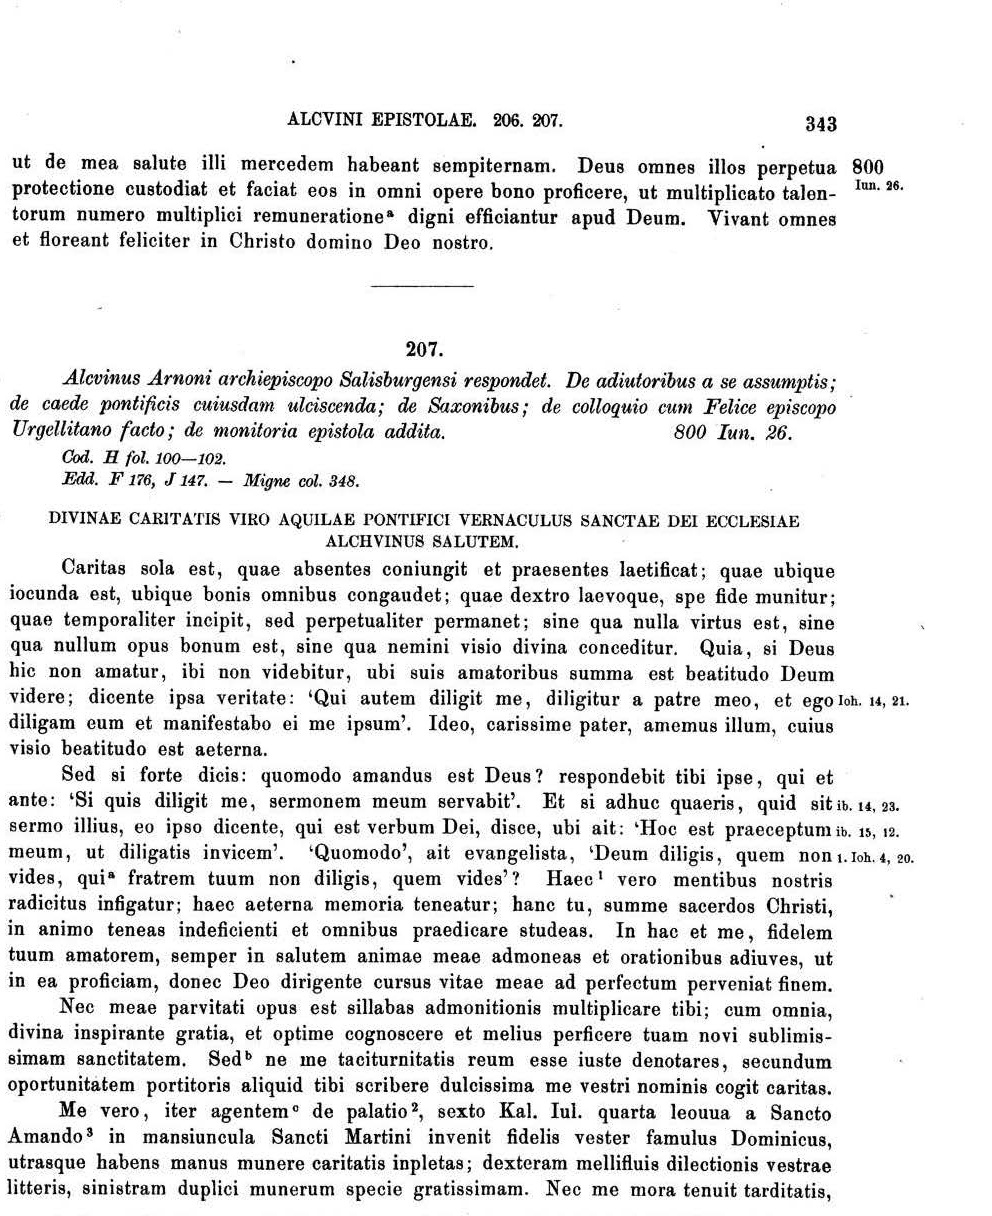 ALCVINI EPISTOLAE. 206. 207. 343
ut de mea salute illi mercedem habeant sempiternam. Deus omnes illos perpetua 800
protectione custodiat et faciat eos in omni opere bono proficere, ut multiplicato talen- Iun. 26.
torum numero multiplici remunerationeᵃ digni efficiantur apud Deum. Vivant omnes
et floreant feliciter in Christo domino Deo nostro.
207.
Alcvinus Arnoni archiepiscopo Salisburgensi respondet. De adiutoribus a se assumptis;
de caede pontificis cuiusdam ulciscenda; de Saxonibus; de colloquio cum Felice episcopo
Urgellitano facto; de monitoria epistola addita. 800 Iun. 26.
Cod. H fol. 100—102.
Edd. F 176, J 147. — Migne col. 348.
DIVINAE CARITATIS VIRO AQUILAE PONTIFICI VERNACULUS SANCTAE DEI ECCLESIAE
ALCHVINUS SALUTEM.
Caritas sola est, quae absentes coniungit et praesentes laetificat; quae ubique
iocunda est, ubique bonis omnibus congaudet; quae dextro laevoque, spe fide munitur;
quae temporaliter incipit, sed perpetualiter permanet; sine qua nulla virtus est, sine
qua nullum opus bonum est, sine qua nemini visio divina conceditur. Quia, si Deus
hic non amatur, ibi non videbitur, ubi suis amatoribus summa est beatitudo Deum
videre; dicente ipsa veritate: ‘Qui autem diligit me, diligitur a patre meo, et ego Ioh. 14, 21.
diligam eum et manifestabo ei me ipsum’. Ideo, carissime pater, amemus illum, cuius
visio beatitudo est aeterna.
Sed si forte dicis: quomodo amandus est Deus? respondebit tibi ipse, qui et
ante: ‘Si quis diligit me, sermonem meum servabit’. Et si adhuc quaeris, quid sit ib. 14, 23.
sermo illius, eo ipso dicente, qui est verbum Dei, disce, ubi ait: ‘Hoc est praeceptum ib. 15, 12.
meum, ut diligatis invicem’. ‘Quomodo’, ait evangelista, ‘Deum diligis, quem non 1. Ioh. 4, 20.
vides, quiᵃ fratrem tuum non diligis, quem vides’? Haec¹ vero mentibus nostris
radicitus infigatur; haec aeterna memoria teneatur; hanc tu, summe sacerdos Christi,
in animo teneas indeficienti et omnibus praedicare studeas. In hac et me, fidelem
tuum amatorem, semper in salutem animae meae admoneas et orationibus adiuves, ut
in ea proficiam, donec Deo dirigente cursus vitae meae ad perfectum perveniat finem.
Nec meae parvitati opus est sillabas admonitionis multiplicare tibi; cum omnia,
divina inspirante gratia, et optime cognoscere et melius perficere tuam novi sublimis-
simam sanctitatem. Sedᵇ ne me taciturnitatis reum esse iuste denotares, secundum
oportunitatem portitoris aliquid tibi scribere dulcissima me vestri nominis cogit caritas.
Me vero, iter agentemᶜ de palatio², sexto Kal. Iul. quarta leouua a Sancto
Amando³ in mansiuncula Sancti Martini invenit fidelis vester famulus Dominicus,
utrasque habens manus munere caritatis inpletas; dexteram mellifluis dilectionis vestrae
litteris, sinistram duplici munerum specie gratissimam. Nec me mora tenuit tarditatis,